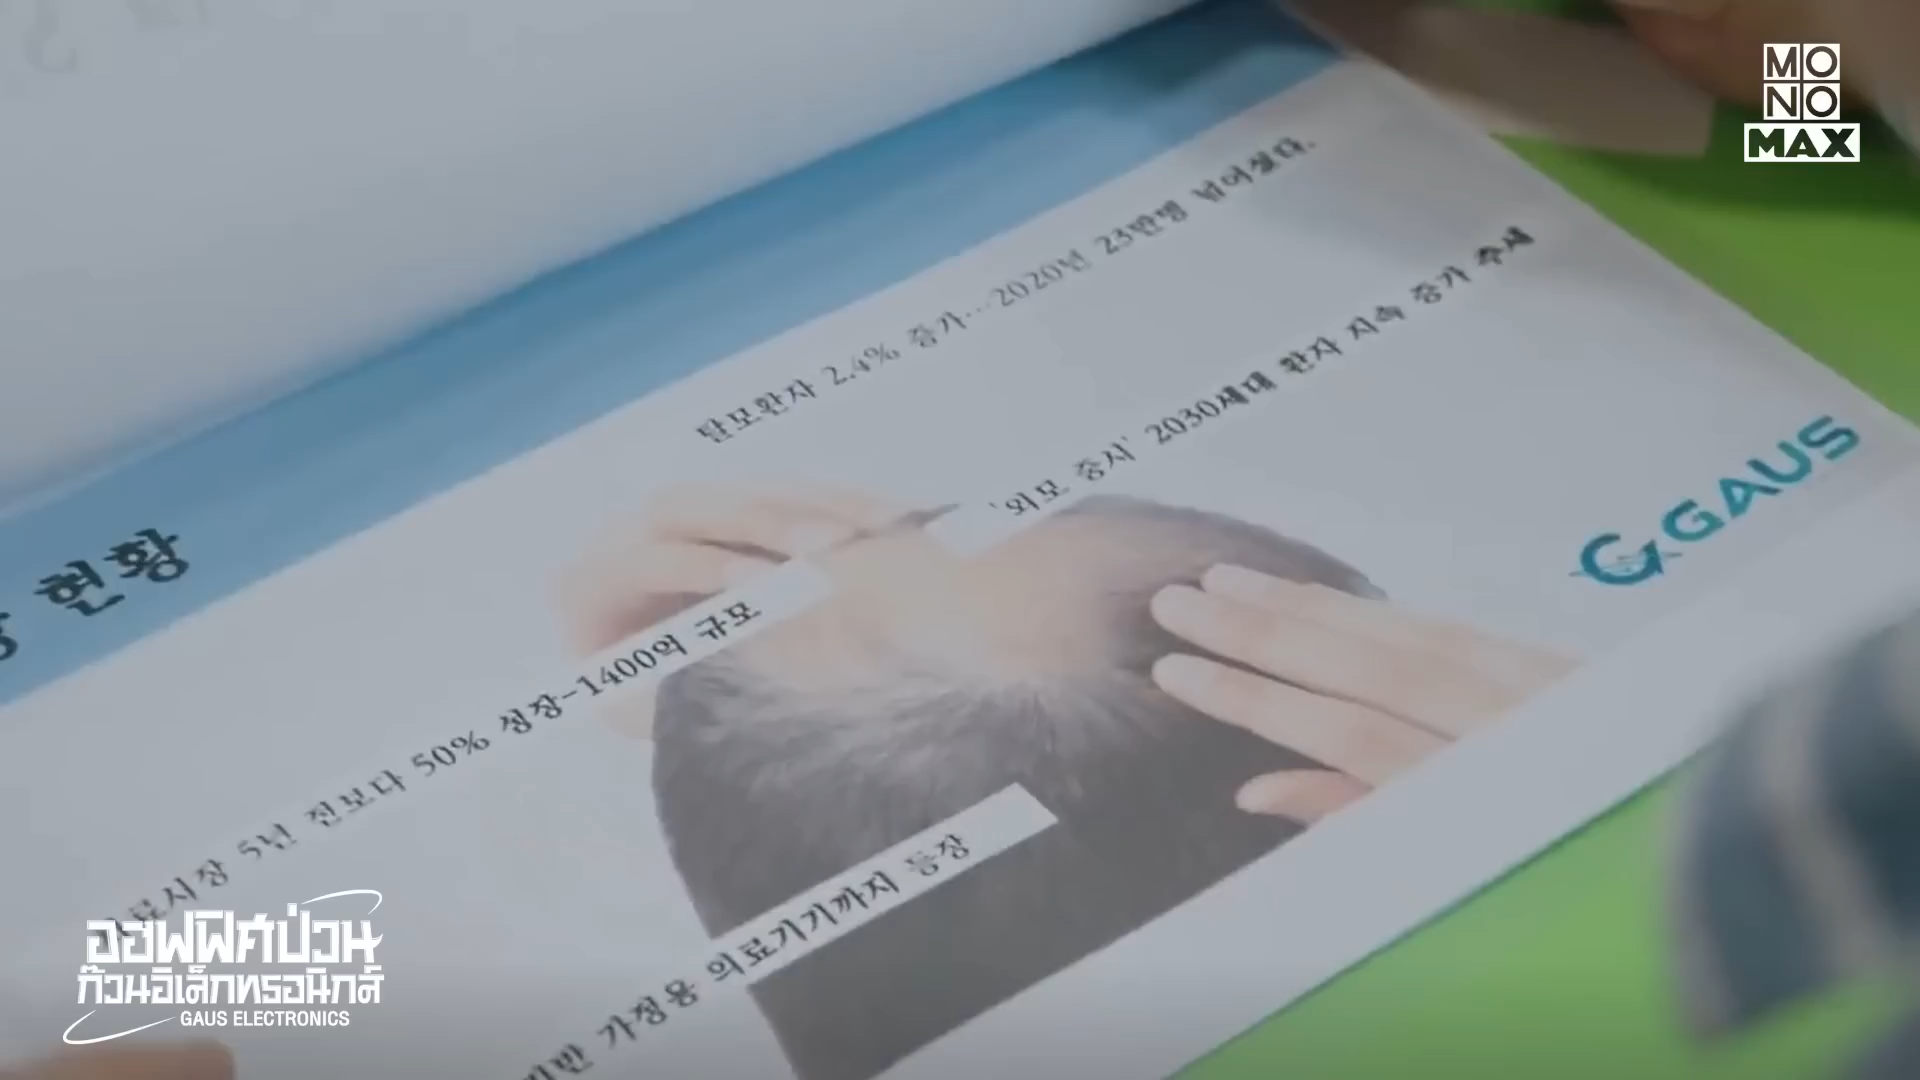 MO
NO
MAX
탈모환자 2.4% 증가…2020년 23만명 넘어섰다.
'외모 중시' 2030세대 환자 지속 증가 추세
GAUS
현황
5년 전보다 50% 성장-1400억 규모
가정용 의료기기까지 등장
ออฟฟิศป่วน
ก๊วนอิเล็กทรอนิกส์
GAUS ELECTRONICS